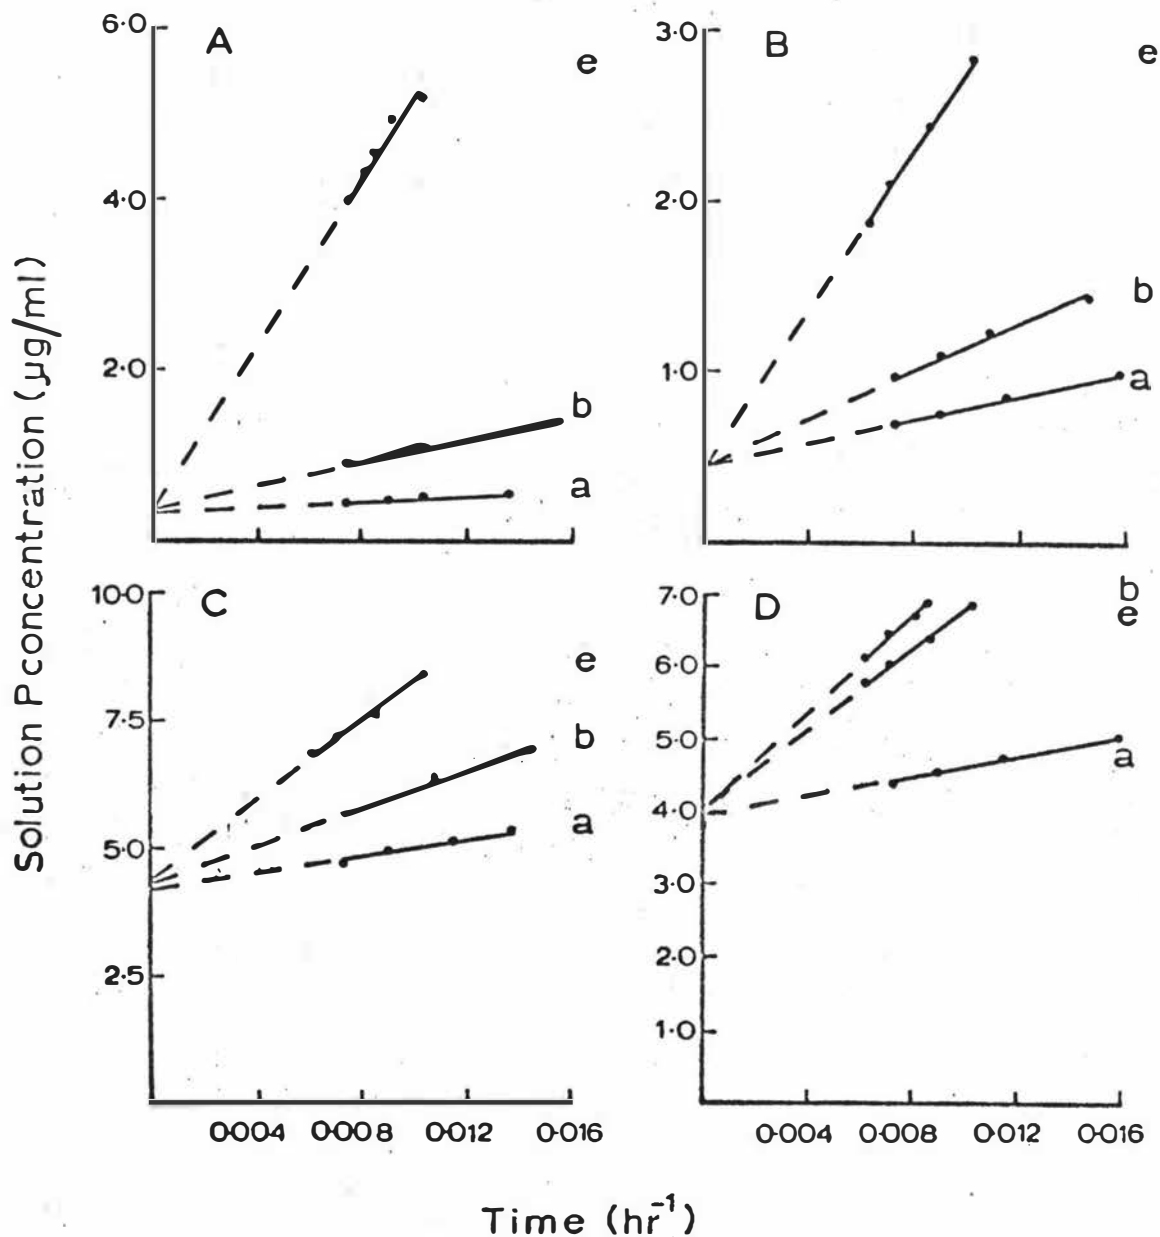 Solution P concentration (µg/ml)
A
6·0
4·0
2·0
e
b
a
B
3·0
2·0
1·0
e
b
a
C
10·0
7·5
5·0
2·5
e
b
a
0·004 0·008 0·012 0·016
D
7·0
6·0
5·0
4·0
3·0
2·0
1·0
b
e
a
0·004 0·008 0·012 0·016
Time (hr⁻¹)